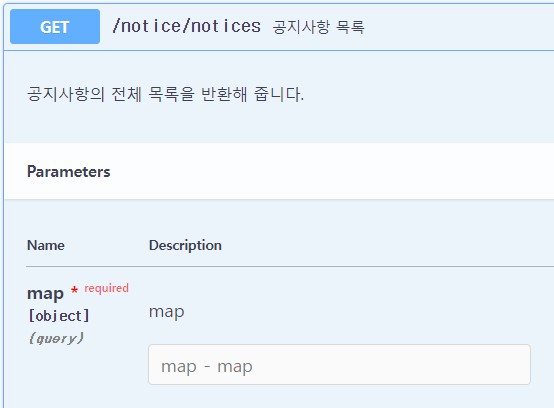 GET /notice/notices 공지사항 목록
공지사항의 전체 목록을 반환해 줍니다.
Parameters
Name Description
map * required map
[object]
(query)
map - map